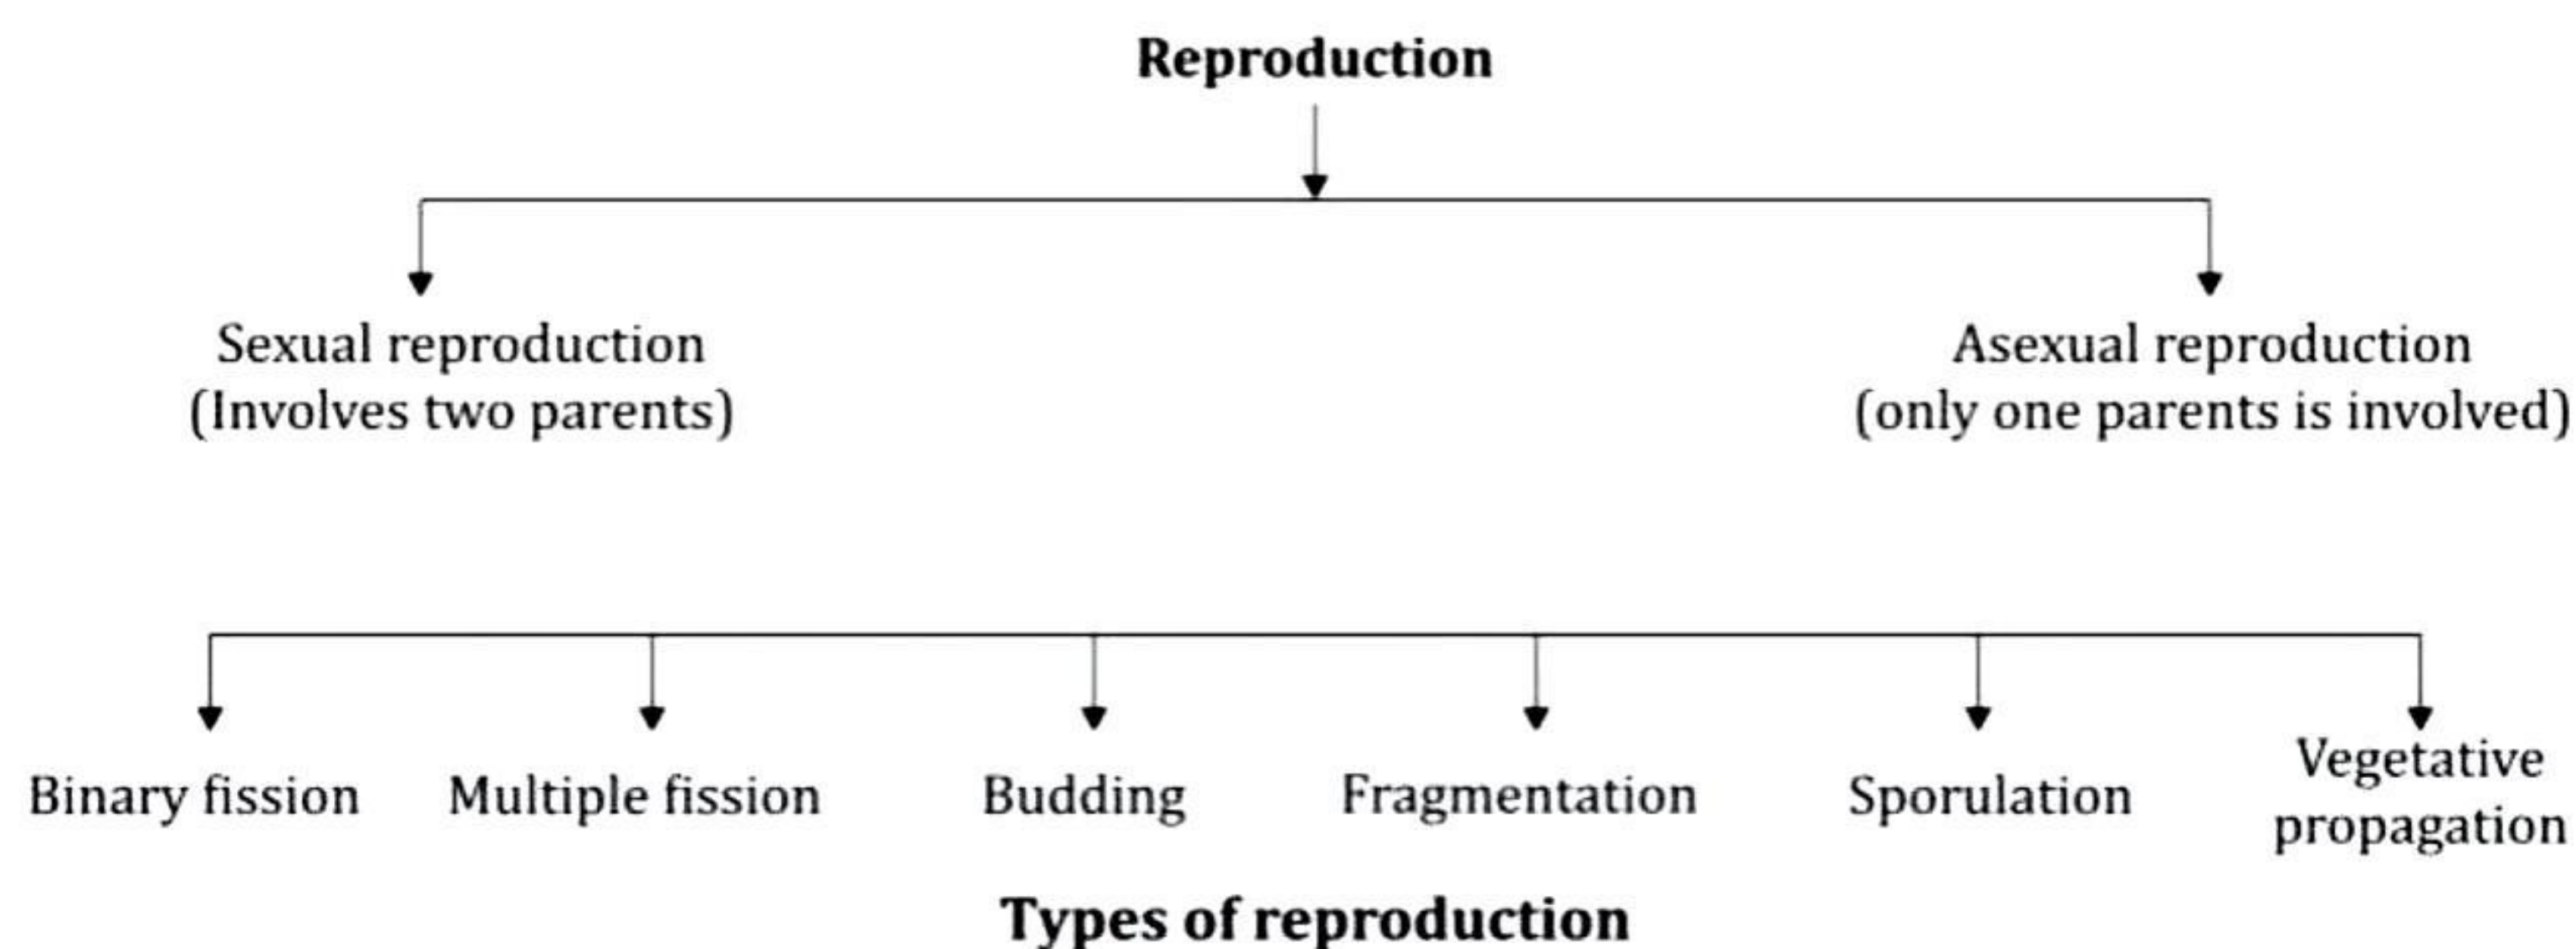 Reproduction
Sexual reproduction
(Involves two parents)
Asexual reproduction
(only one parents is involved)
Binary fission
Multiple fission
Budding
Fragmentation
Sporulation
Vegetative
propagation
Types of reproduction